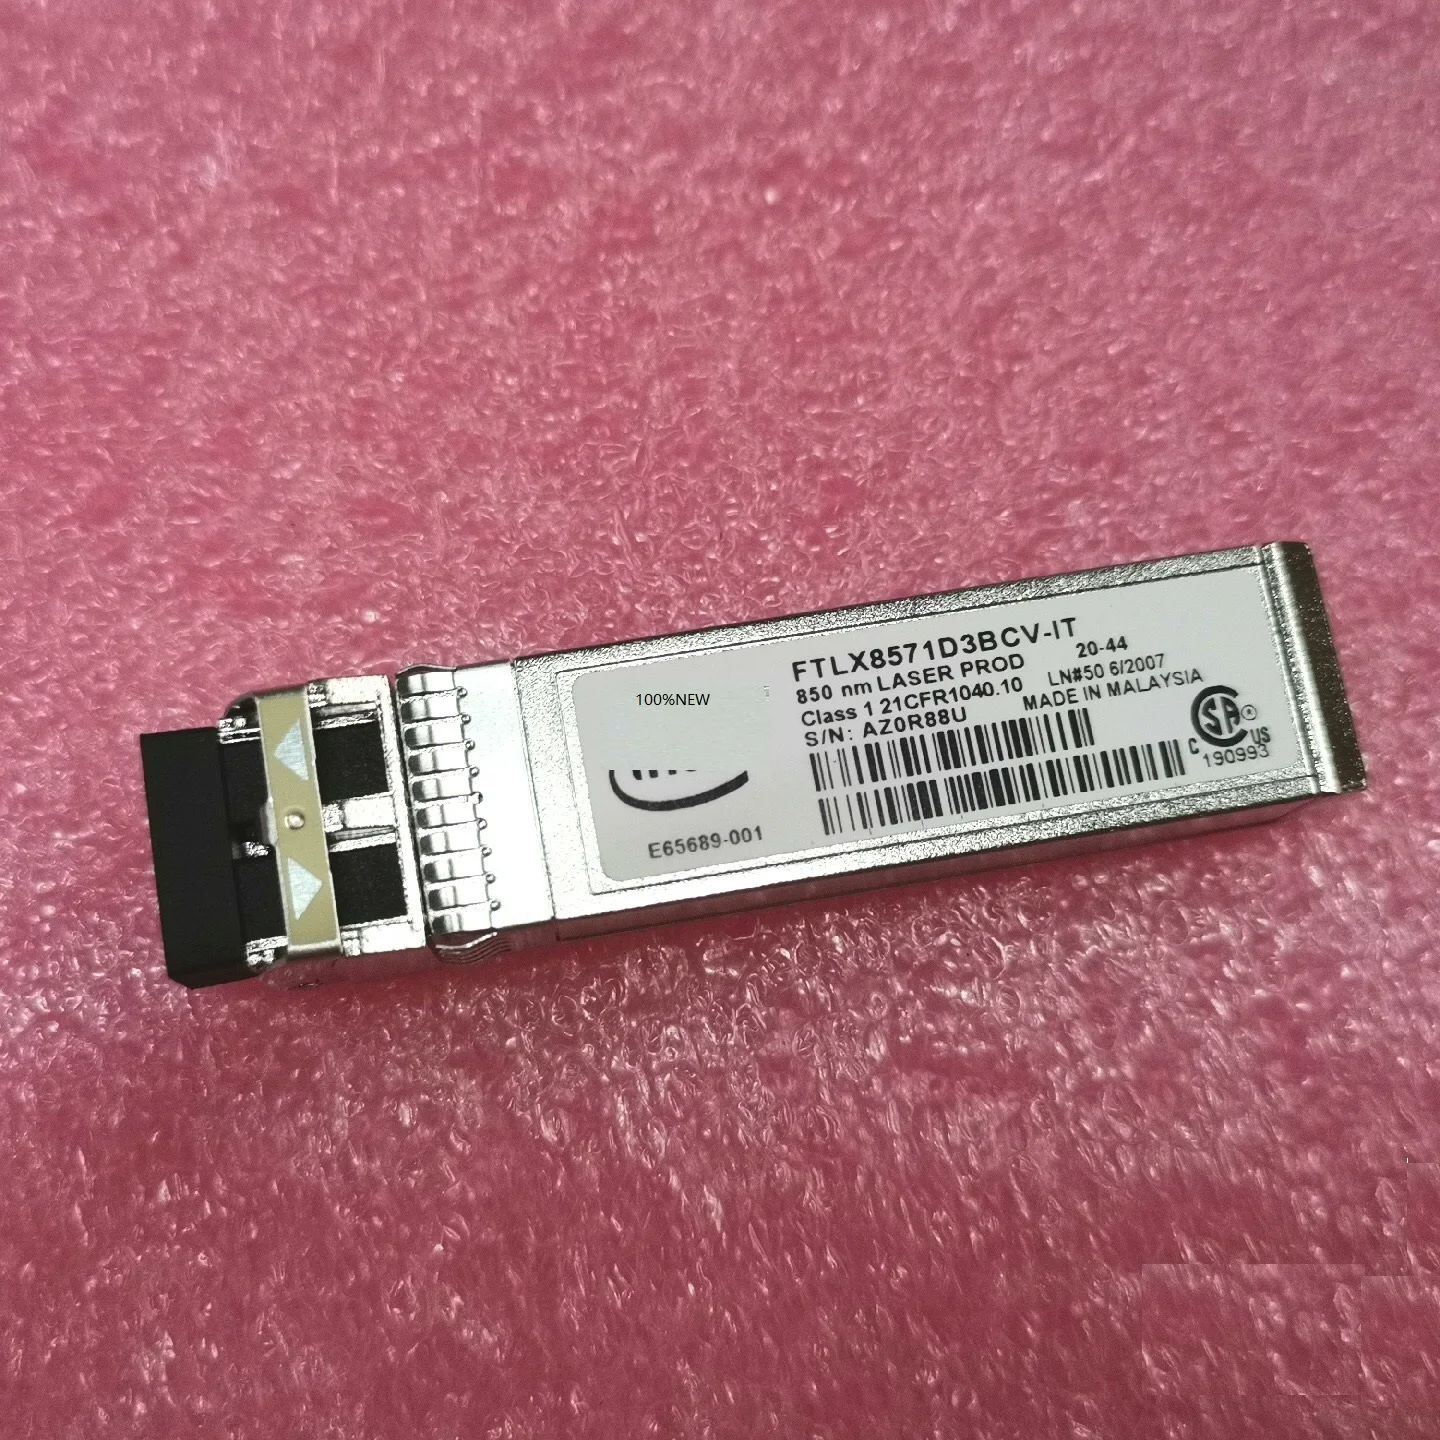 100%NEW
E65689-001
FTLX8571D3BCV-IT
850 nm LASER PROD 20-44
Class 1 21CFR1040.10 LN#50 6/2007
S/N: AZ0R88U MADE IN MALAYSIA
C US
190993